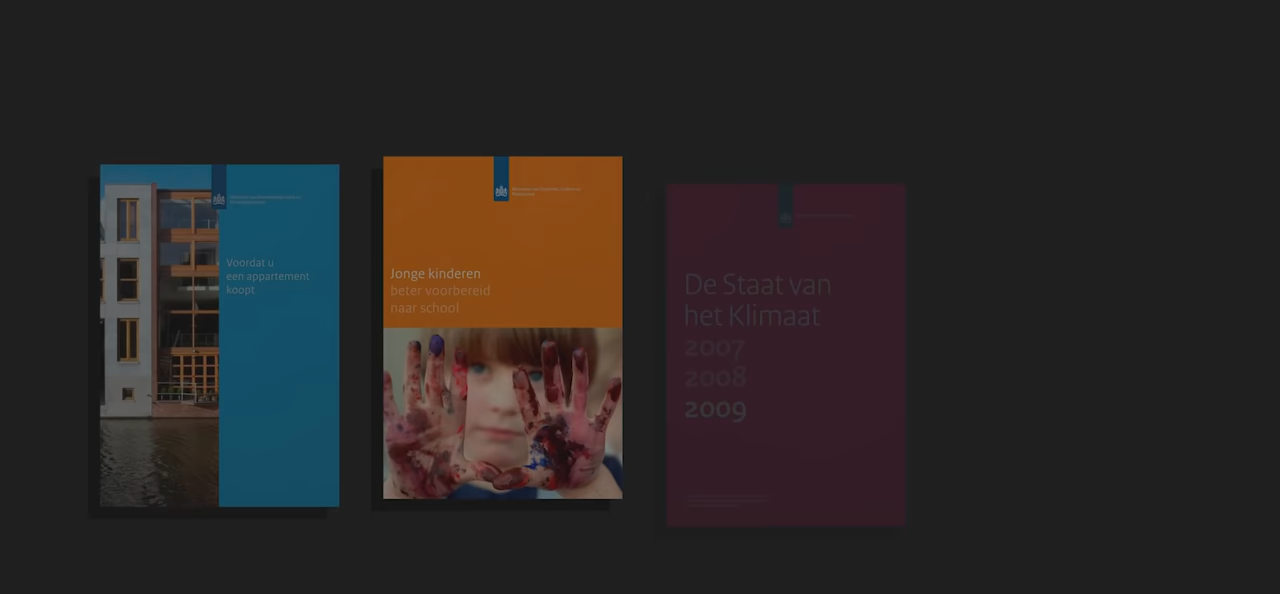 Voordat u
een appartement
koopt
Jonge kinderen
beter voorbereid
naar school
De Staat van
het Klimaat
2007
2008
2009